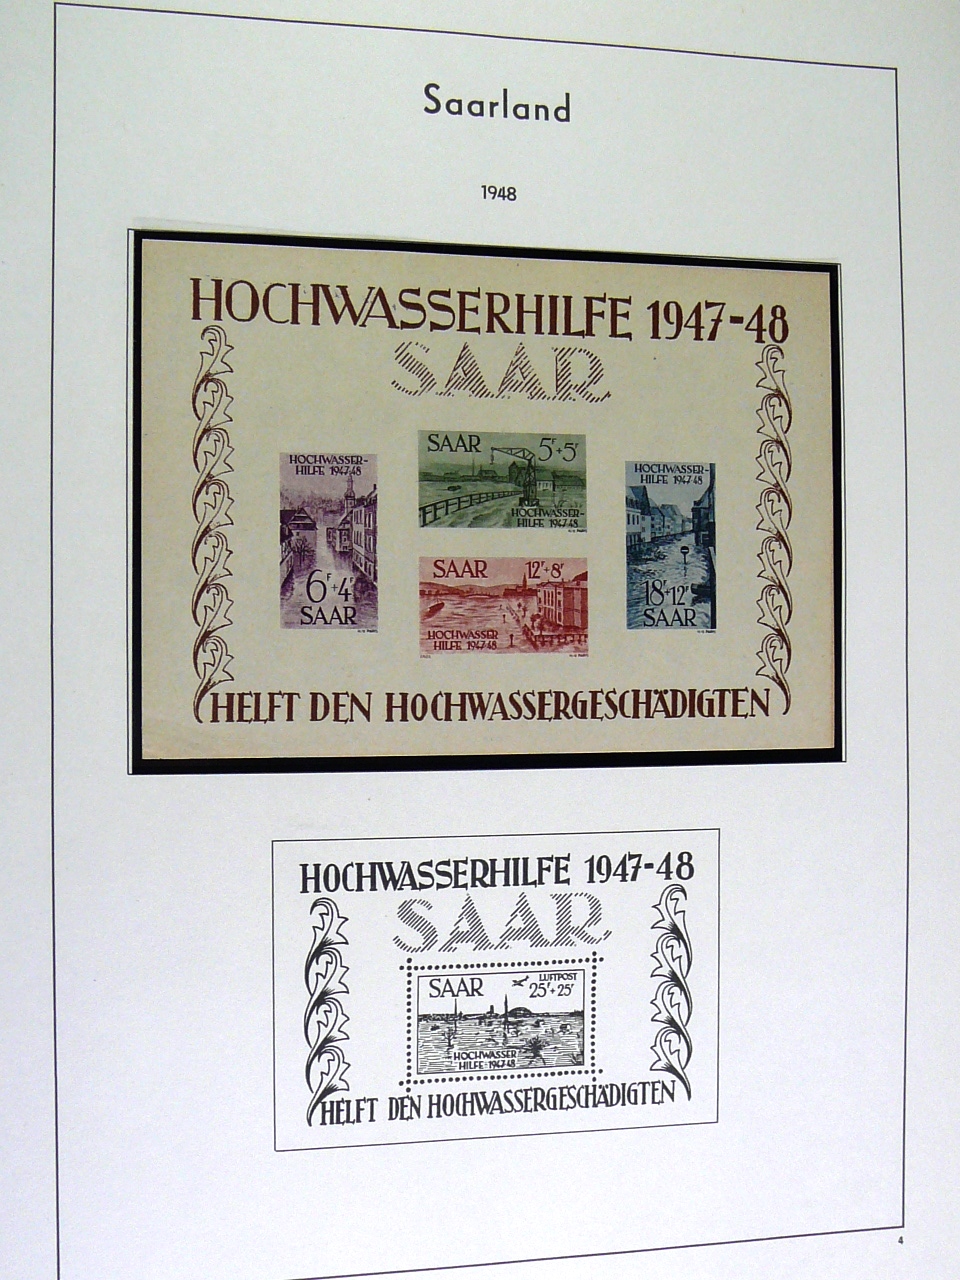 Saarland
1948
HOCHWASSERHILFE 1947-48
SAAR
HOCHWASSER-
HILFE 1947-48
6F+4F
SAAR
SAAR 5F+5F
HOCHWASSER-
HILFE 1947-48
SAAR 12F+8F
HOCHWASSER
HILFE 1947-48
HOCHWASSER-
HILFE 1947-48
18F+12F
SAAR
HELFT DEN HOCHWASSERGESCHÄDIGTEN
HOCHWASSERHILFE 1947-48
SAAR
LUFTPOST
SAAR 25F+25F
HOCHWASSER
HILFE·1947-48
HELFT DEN HOCHWASSERGESCHÄDIGTEN
4